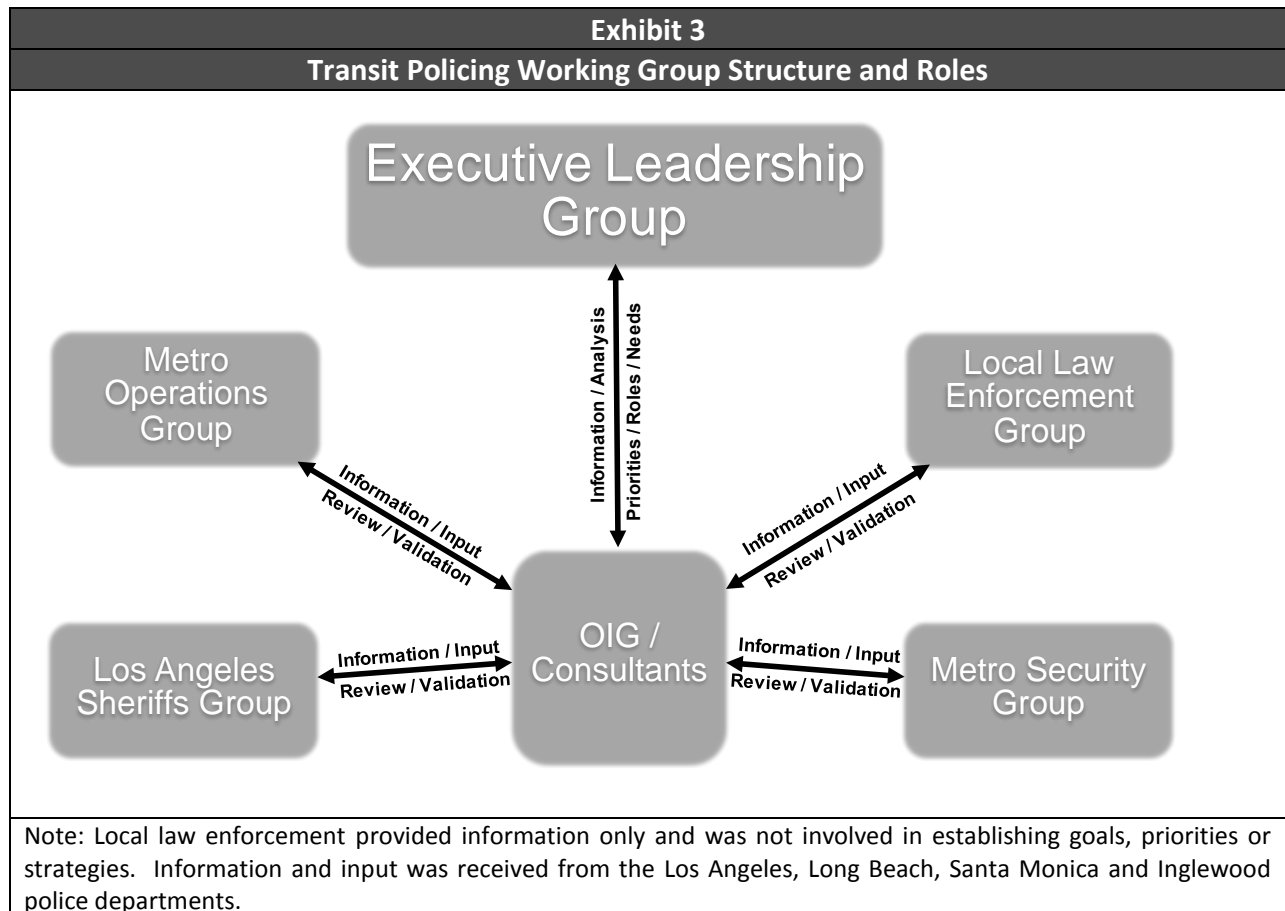 Exhibit 3
Transit Policing Working Group Structure and Roles
Executive Leadership
Group
Metro
Operations
Group
Information / Analysis
Priorities / Roles / Needs
Local Law
Enforcement
Group
Information / Input
Review / Validation
Information / Input
Review / Validation
Los Angeles
Sheriffs Group
Information / Input
Review / Validation
OIG /
Consultants
Information / Input
Review / Validation
Metro Security
Group
Note: Local law enforcement provided information only and was not involved in establishing goals, priorities or
strategies. Information and input was received from the Los Angeles, Long Beach, Santa Monica and Inglewood
police departments.